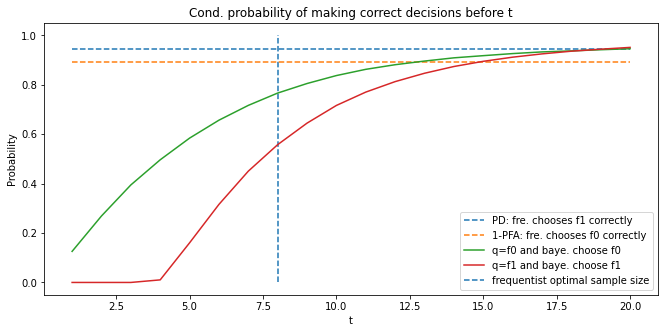 Cond. probability of making correct decisions before t
1.0
0.8
0.6
0.4
0.2
0.0
Probability
PD: fre. chooses f1 correctly
1-PFA: fre. chooses f0 correctly
q=f0 and baye. choose f0
q=f1 and baye. choose f1
frequentist optimal sample size
2.5 5.0 7.5 10.0 12.5 15.0 17.5 20.0
t